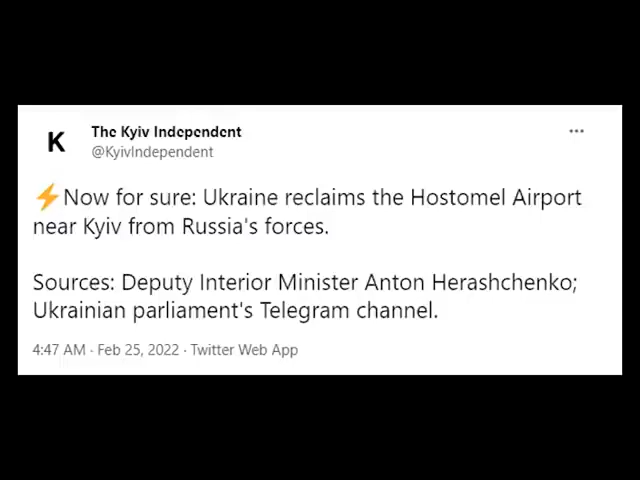 K
The Kyiv Independent
@KyivIndependent
⚡Now for sure: Ukraine reclaims the Hostomel Airport
near Kyiv from Russia's forces.
Sources: Deputy Interior Minister Anton Herashchenko;
Ukrainian parliament's Telegram channel.
4:47 AM · Feb 25, 2022 · Twitter Web App